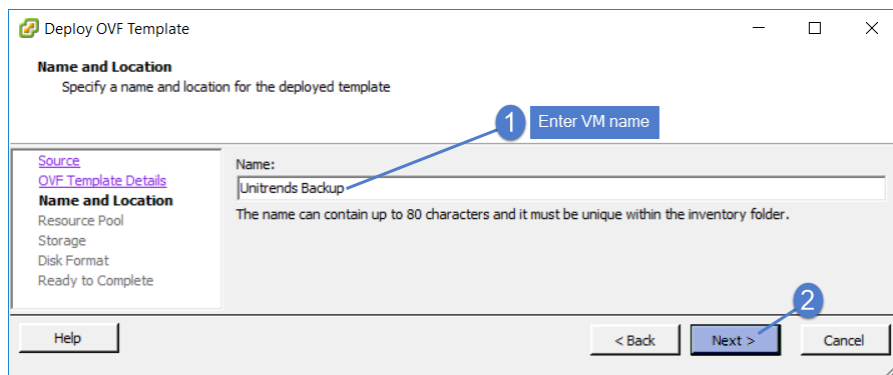 Deploy OVF Template
Name and Location
Specify a name and location for the deployed template
1 Enter VM name
Source
OVF Template Details
Name and Location
Resource Pool
Storage
Disk Format
Ready to Complete
Name:
Unitrends Backup
The name can contain up to 80 characters and it must be unique within the inventory folder.
2
Help
< Back
Next >
Cancel